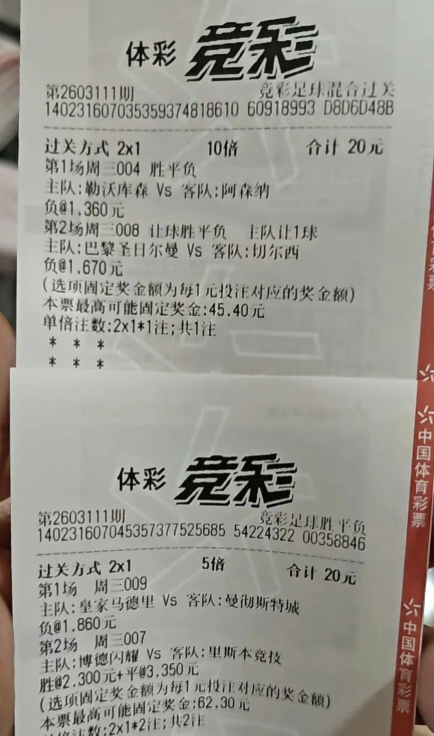 体彩 竞彩
第2603111期 竞彩足球混合过关
140231607035359374818610 60918993 D8D6D48B
过关方式 2x1 10倍 合计 20元
第1场周三004 胜平负
主队:勒沃库森 Vs 客队:阿森纳
负@1.360元
第2场周三008 让球胜平负 主队让1球
主队:巴黎圣日尔曼 Vs 客队:切尔西
负@1.670元
(选项固定奖金额为每1元投注对应的奖金额)
本票最高可能固定奖金:45.40元
单倍注数:2x1*1注;共1注
* * *
* * *
体彩 竞彩
第2603111期 竞彩足球胜平负
140231607045357377525685 54224322 00358846
过关方式 2x1 5倍 合计 20元
第1场 周三009
主队:皇家马德里 Vs 客队:曼彻斯特城
负@1.860元
第2场 周三007
主队:博德闪耀 Vs 客队:里斯本竞技
胜@2.300元+平@3.350元
(选项固定奖金额为每1元投注对应的奖金额)
本票最高可能固定奖金:62.30元
单倍注数:2x1*2注;共2注
中国体育彩票
中国体育彩票